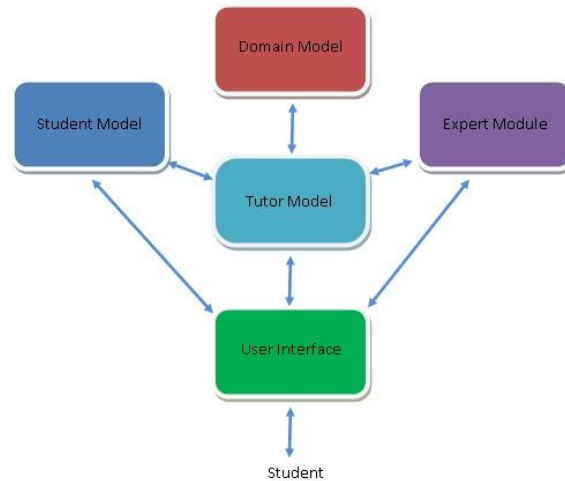 Domain Model
Student Model
Expert Module
Tutor Model
User Interface
Student